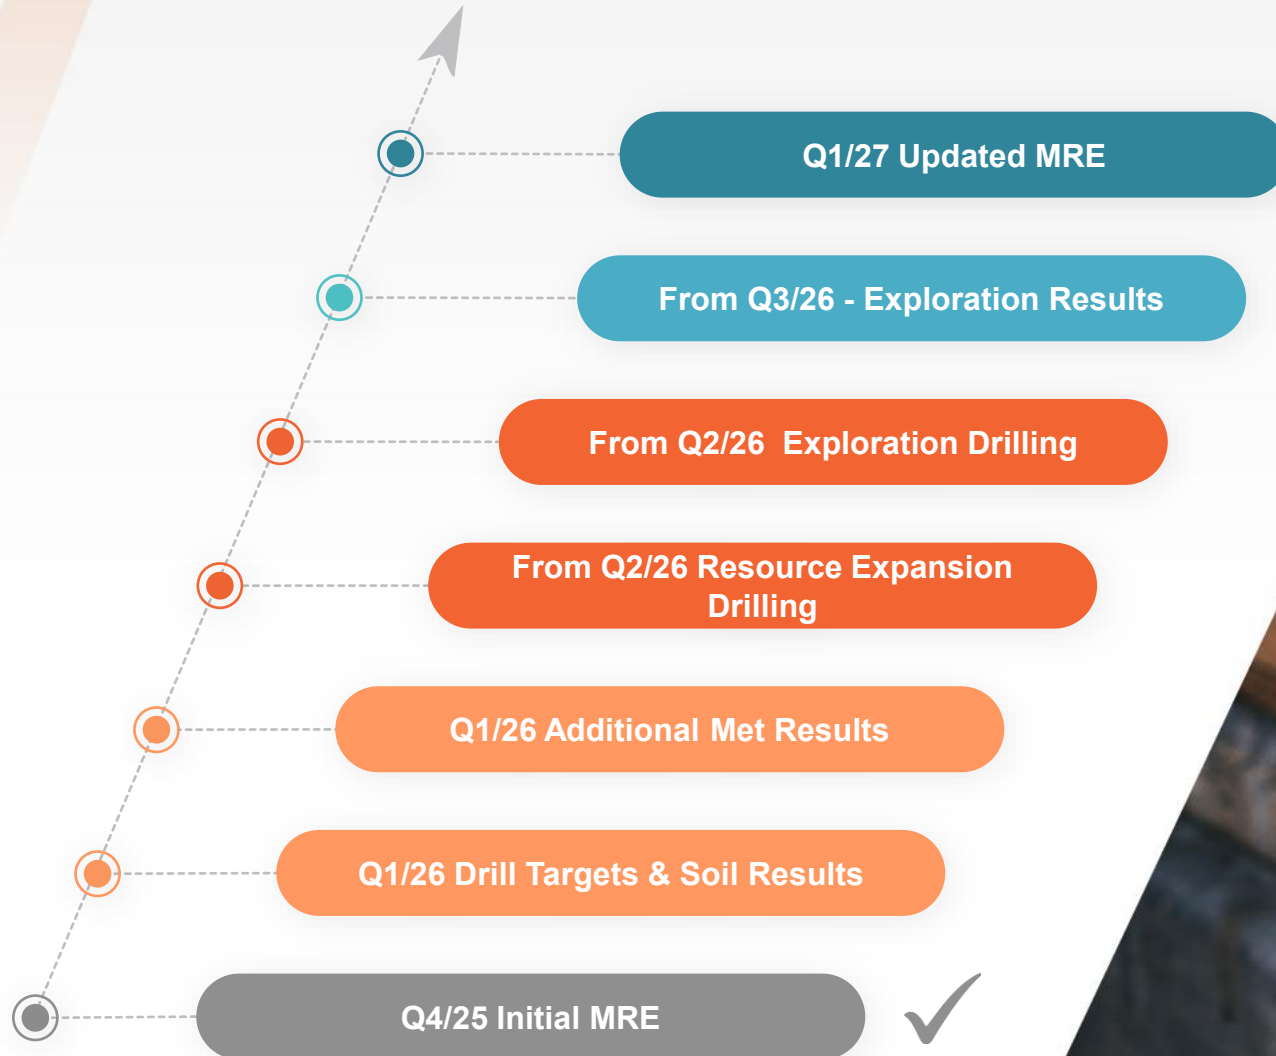 Q1/27 Updated MRE
From Q3/26 - Exploration Results
From Q2/26  Exploration Drilling
From Q2/26 Resource Expansion
Drilling
Q1/26 Additional Met Results
Q1/26 Drill Targets & Soil Results
Q4/25 Initial MRE